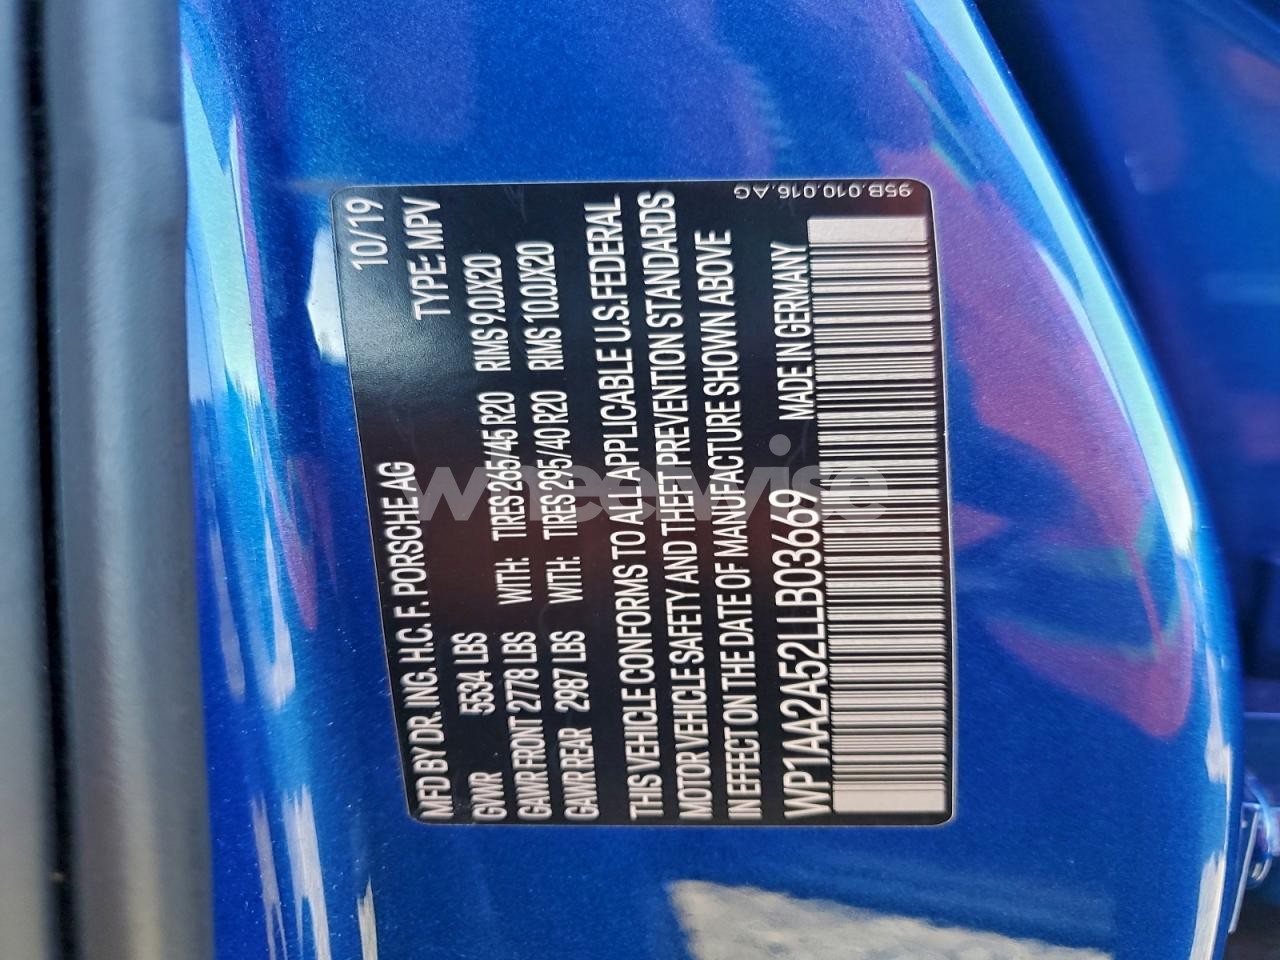 MFD BY DR. ING. H.C. F. PORSCHE AG 10/19
GVWR 5534 LBS TYPE: MPV
GAWR FRONT 2778 LBS WITH: TIRES 265/45 R20 RIMS 9.0JX20
GAWR REAR 2987 LBS WITH: TIRES 295/40 R20 RIMS 10.0JX20
THIS VEHICLE CONFORMS TO ALL APPLICABLE U.S. FEDERAL
MOTOR VEHICLE SAFETY AND THEFT PREVENTION STANDARDS
IN EFFECT ON THE DATE OF MANUFACTURE SHOWN ABOVE
WP1AA2A52LLB03669 MADE IN GERMANY
95B.010.016.AG
wheelwise